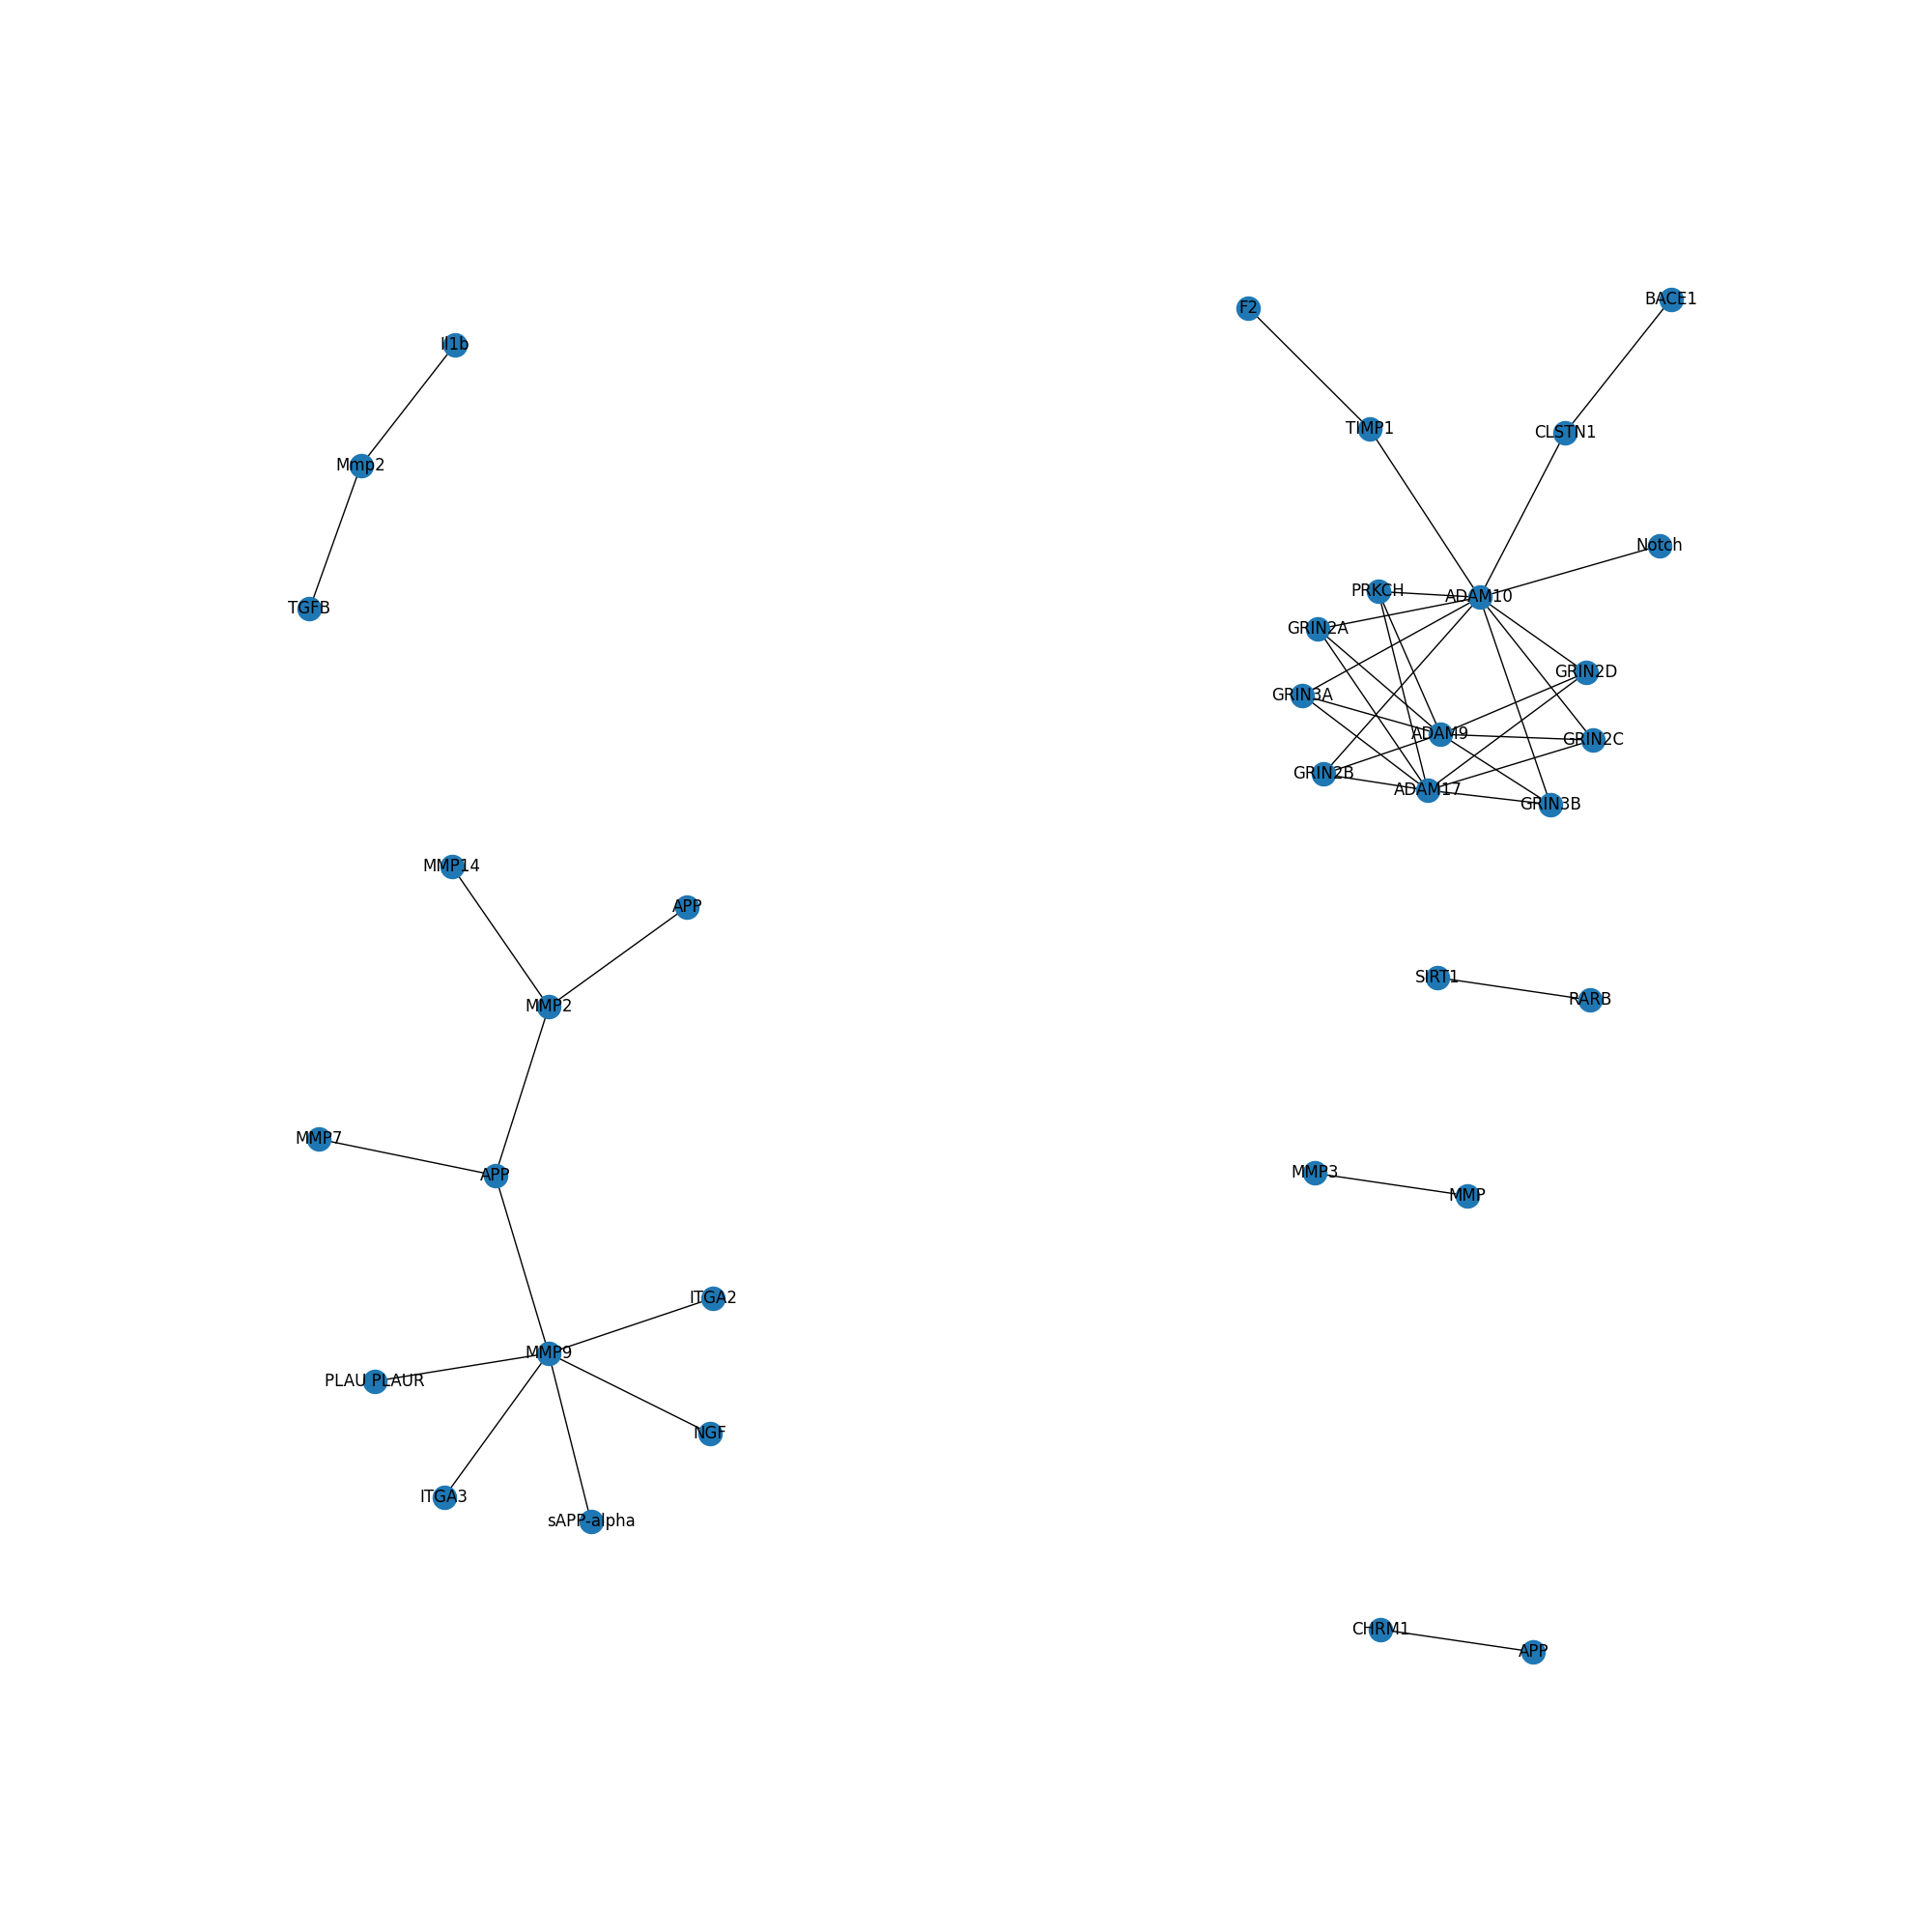 F2
BACE1
Il1b
TIMP1
CLSTN1
Mmp2
Notch
PRKCH
ADAM10
TGFB
GRIN2A
GRIN2D
GRIN3A
ADAM9
GRIN2C
GRIN2B
ADAM17
GRIN3B
MMP14
APP
SIRT1
RARB
MMP2
MMP7
APP
MMP3
MMP
ITGA2
MMP9
PLAU PLAUR
NGF
ITGA3
sAPP-alpha
CHRM1
APP